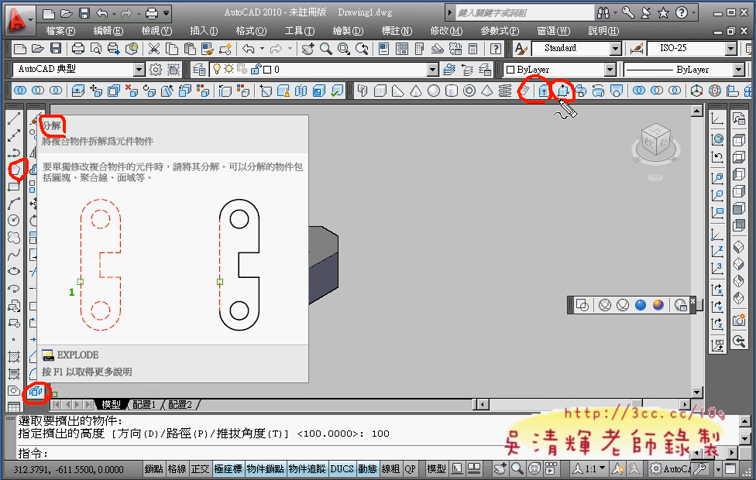 AutoCAD 2010 - 未註冊版 Drawing1.dwg
鍵入關鍵字或詞組
檔案(F) 編輯(E) 檢視(V) 插入(I) 格式(O) 工具(T) 繪製(D) 標註(N) 修改(M) 參數式(P) 視窗(W) 說明(H)
Standard ISO-25
AutoCAD 典型 0 ByLayer ByLayer
分解
將複合物件拆解為元件物件
要單獨修改複合物件的元件時，請將其分解。可以分解的物件包
括圖塊、聚合線、面域等。
1
EXPLODE
按 F1 以取得更多說明
模型 配置1 配置2
選取要擠出的物件:
指定擠出的高度 [方向(D)/路徑(P)/推拔角度(T)] <100.0000>: 100
指令:
http://3cc.cc/10g
吳清輝老師錄製
312.3791, -611.5500, 0.0000 鎖點 格線 正交 極座標 物件鎖點 物件追蹤 DUCS 動態 線粗 QP 模型 1:1 AutoCA